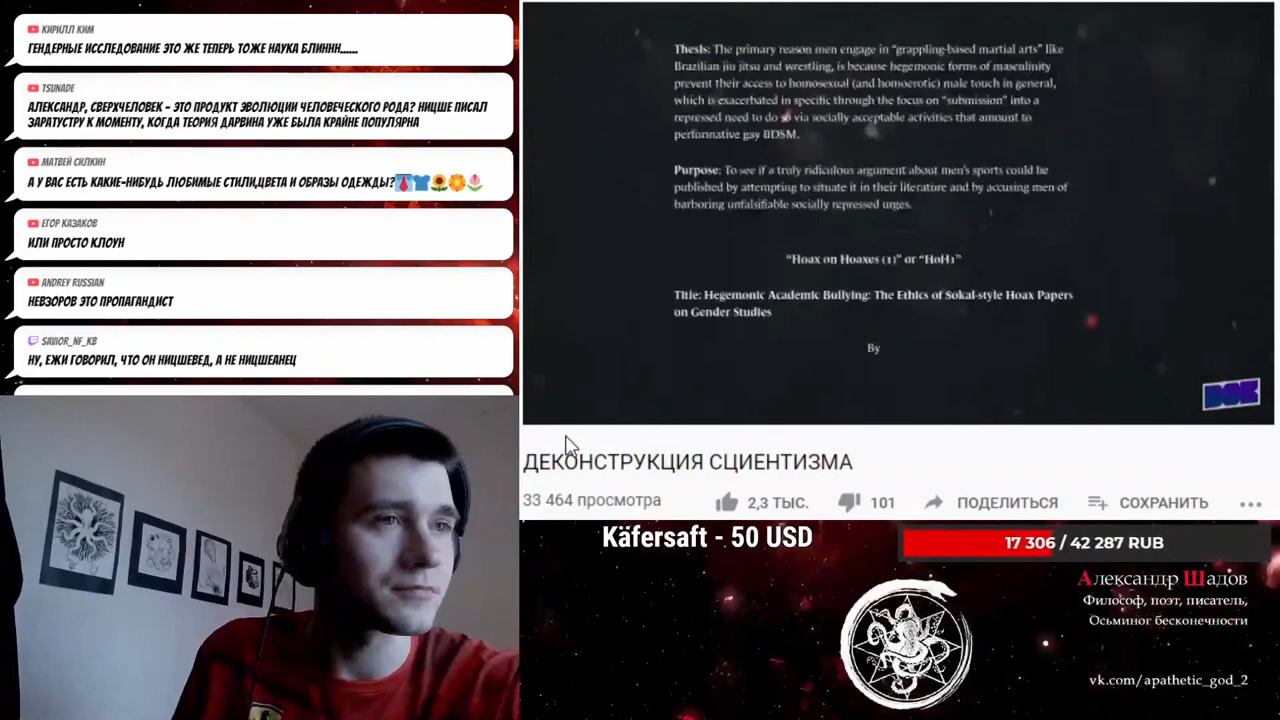 КИРИЛЛ КИМ
ГЕНДЕРНЫЕ ИССЛЕДОВАНИЕ ЭТО ЖЕ ТЕПЕРЬ ТОЖЕ НАУКА БЛИННН......
TSUNADE
АЛЕКСАНДР, СВЕРХЧЕЛОВЕК - ЭТО ПРОДУКТ ЭВОЛЮЦИИ ЧЕЛОВЕЧЕСКОГО РОДА? НИЦШЕ ПИСАЛ
ЗАРАТУСТРУ К МОМЕНТУ, КОГДА ТЕОРИЯ ДАРВИНА УЖЕ БЫЛА КРАЙНЕ ПОПУЛЯРНА
МАТВЕЙ СИЛКИН
А У ВАС ЕСТЬ КАКИЕ-НИБУДЬ ЛЮБИМЫЕ СТИЛИ,ЦВЕТА И ОБРАЗЫ ОДЕЖДЫ?
ЕГОР КАЗАКОВ
ИЛИ ПРОСТО КЛОУН
ANDREY RUSSIAN
НЕВЗОРОВ ЭТО ПРОПАГАНДИСТ
SAVIOR_NF_KB
НУ, ЕЖИ ГОВОРИЛ, ЧТО ОН НИЦШЕВЕД, А НЕ НИЦШЕАНЕЦ
Thesis: The primary reason men engage in "grappling-based martial arts" like
Brazilian jiu jitsu and wrestling, is because hegemonic forms of masculinity
prevent their access to homosexual (and homoerotic) male touch in general,
which is exacerbated in specific through the focus on "submission" into a
repressed need to do so via socially acceptable activities that amount to
performative gay BDSM.
Purpose: To see if a truly ridiculous argument about men's sports could be
published by attempting to situate it in their literature and by accusing men of
barboring unfalsifiable socially repressed urges.
"Hoax on Hoaxes (1)" or "HoH1"
Title: Hegemonic Academic Bullying: The Ethics of Sokal-style Hoax Papers
on Gender Studies
By
ДЕКОНСТРУКЦИЯ СЦИЕНТИЗМА
33 464 просмотра
2,3 ТЫС.
101
ПОДЕЛИТЬСЯ
СОХРАНИТЬ
Käfersaft - 50 USD
17 306 / 42 287 RUB
Александр Шадов
Философ, поэт, писатель,
Осьминог бесконечности
vk.com/apathetic_god_2